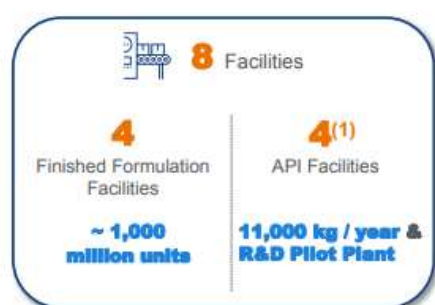 8 Facilities
4
Finished Formulation
Facilities
~ 1,000
million units
4(1)
API Facilities
11,000 kg / year &
R&D Pilot Plant